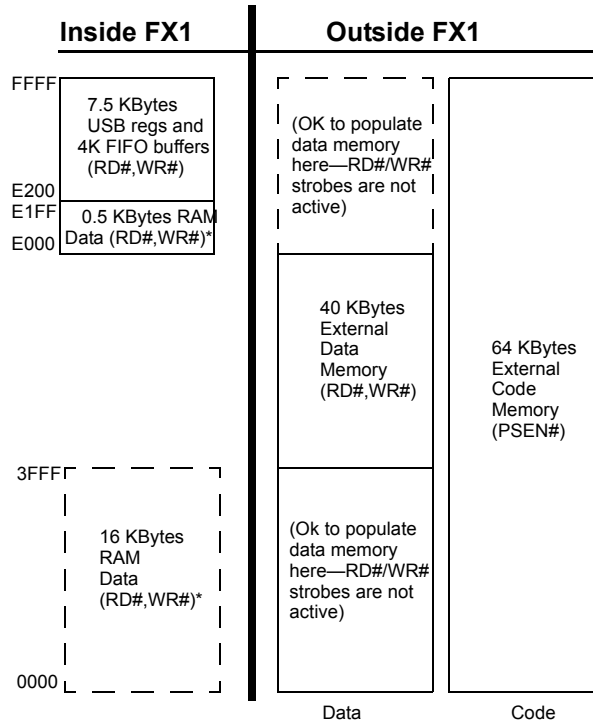 Inside FX1
Outside FX1
FFFF
7.5 KBytes
USB regs and
4K FIFO buffers
(RD#,WR#)
E200
E1FF
0.5 KBytes RAM
Data (RD#,WR#)*
E000
(OK to populate
data memory
here—RD#/WR#
strobes are not
active)
40 KBytes
External
Data
Memory
(RD#,WR#)
64 KBytes
External
Code
Memory
(PSEN#)
3FFF
16 KBytes
RAM
Data
(RD#,WR#)*
(Ok to populate
data memory
here—RD#/WR#
strobes are not
active)
0000
Data
Code